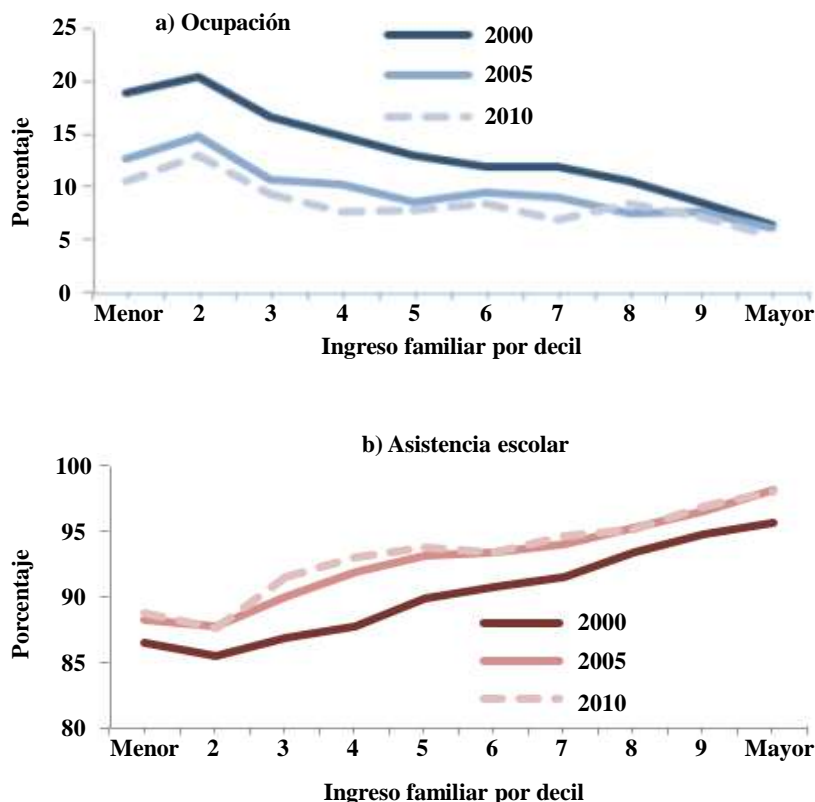 a) Ocupación
25
20
15
10
5
0
Porcentaje
2000
2005
2010
Menor 2 3 4 5 6 7 8 9 Mayor
Ingreso familiar por decil
b) Asistencia escolar
100
95
90
85
80
Porcentaje
2000
2005
2010
Menor 2 3 4 5 6 7 8 9 Mayor
Ingreso familiar por decil